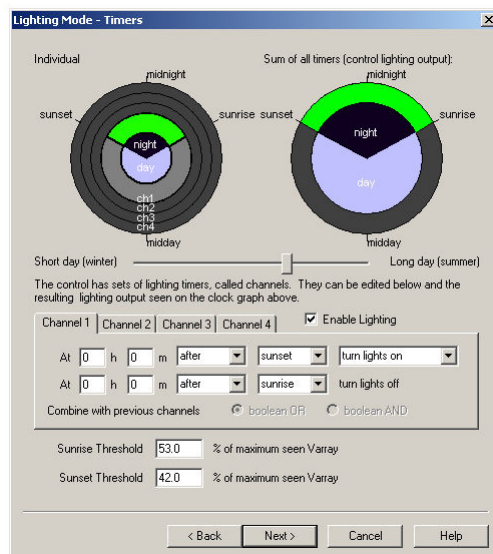 Lighting Mode - Timers
Individual
Sum of all timers (control lighting output):
midnight
midnight
sunset
sunrise
sunset
sunrise
night
night
day
day
ch1
ch2
ch3
ch4
midday
midday
Short day (winter)
Long day (summer)
The control has sets of lighting timers, called channels. They can be edited below and the
resulting lighting output seen on the clock graph above.
Channel 1 Channel 2 Channel 3 Channel 4 Enable Lighting
At 0 h 0 m after sunset turn lights on
At 0 h 0 m after sunrise turn lights off
Combine with previous channels boolean OR boolean AND
Sunrise Threshold 53.0 % of maximum seen Varray
Sunset Threshold 42.0 % of maximum seen Varray
< Back Next > Cancel Help